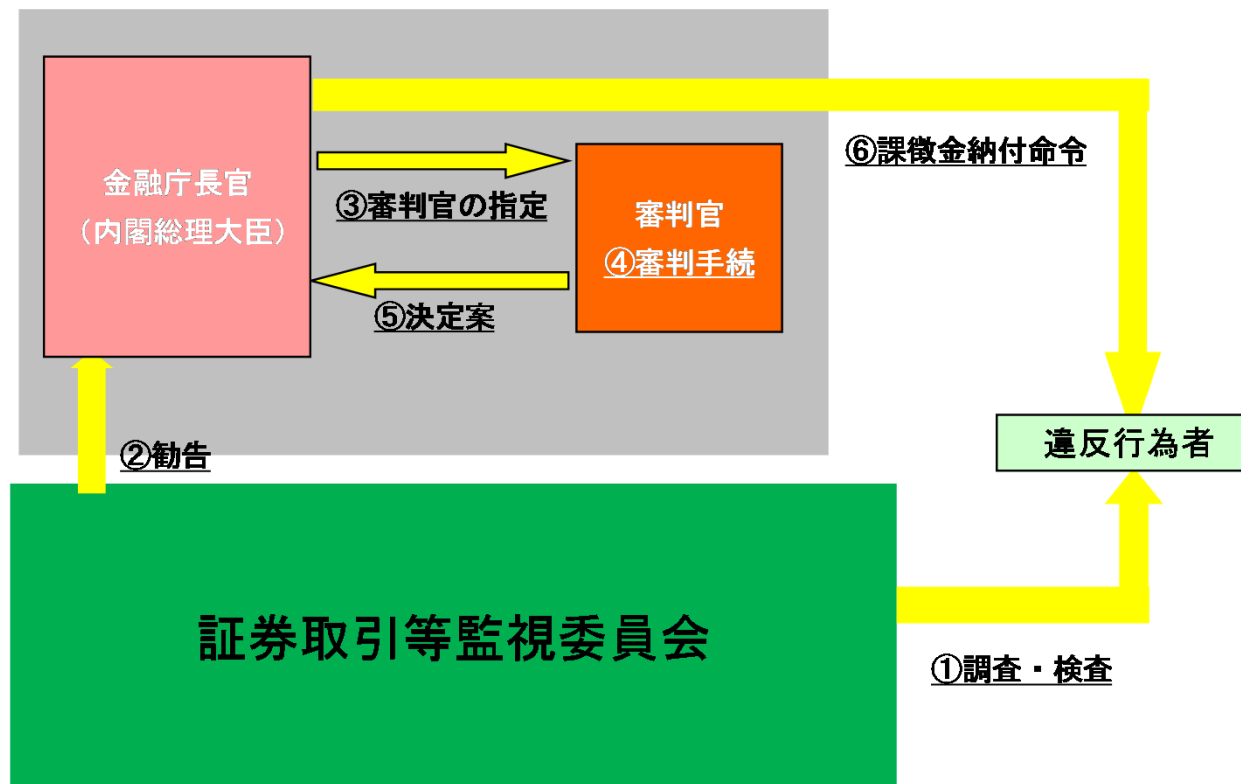 金融庁長官
（内閣総理大臣）
③審判官の指定
審判官
④審判手続
⑤決定案
⑥課徴金納付命令
②勧告
違反行為者
証券取引等監視委員会
①調査・検査